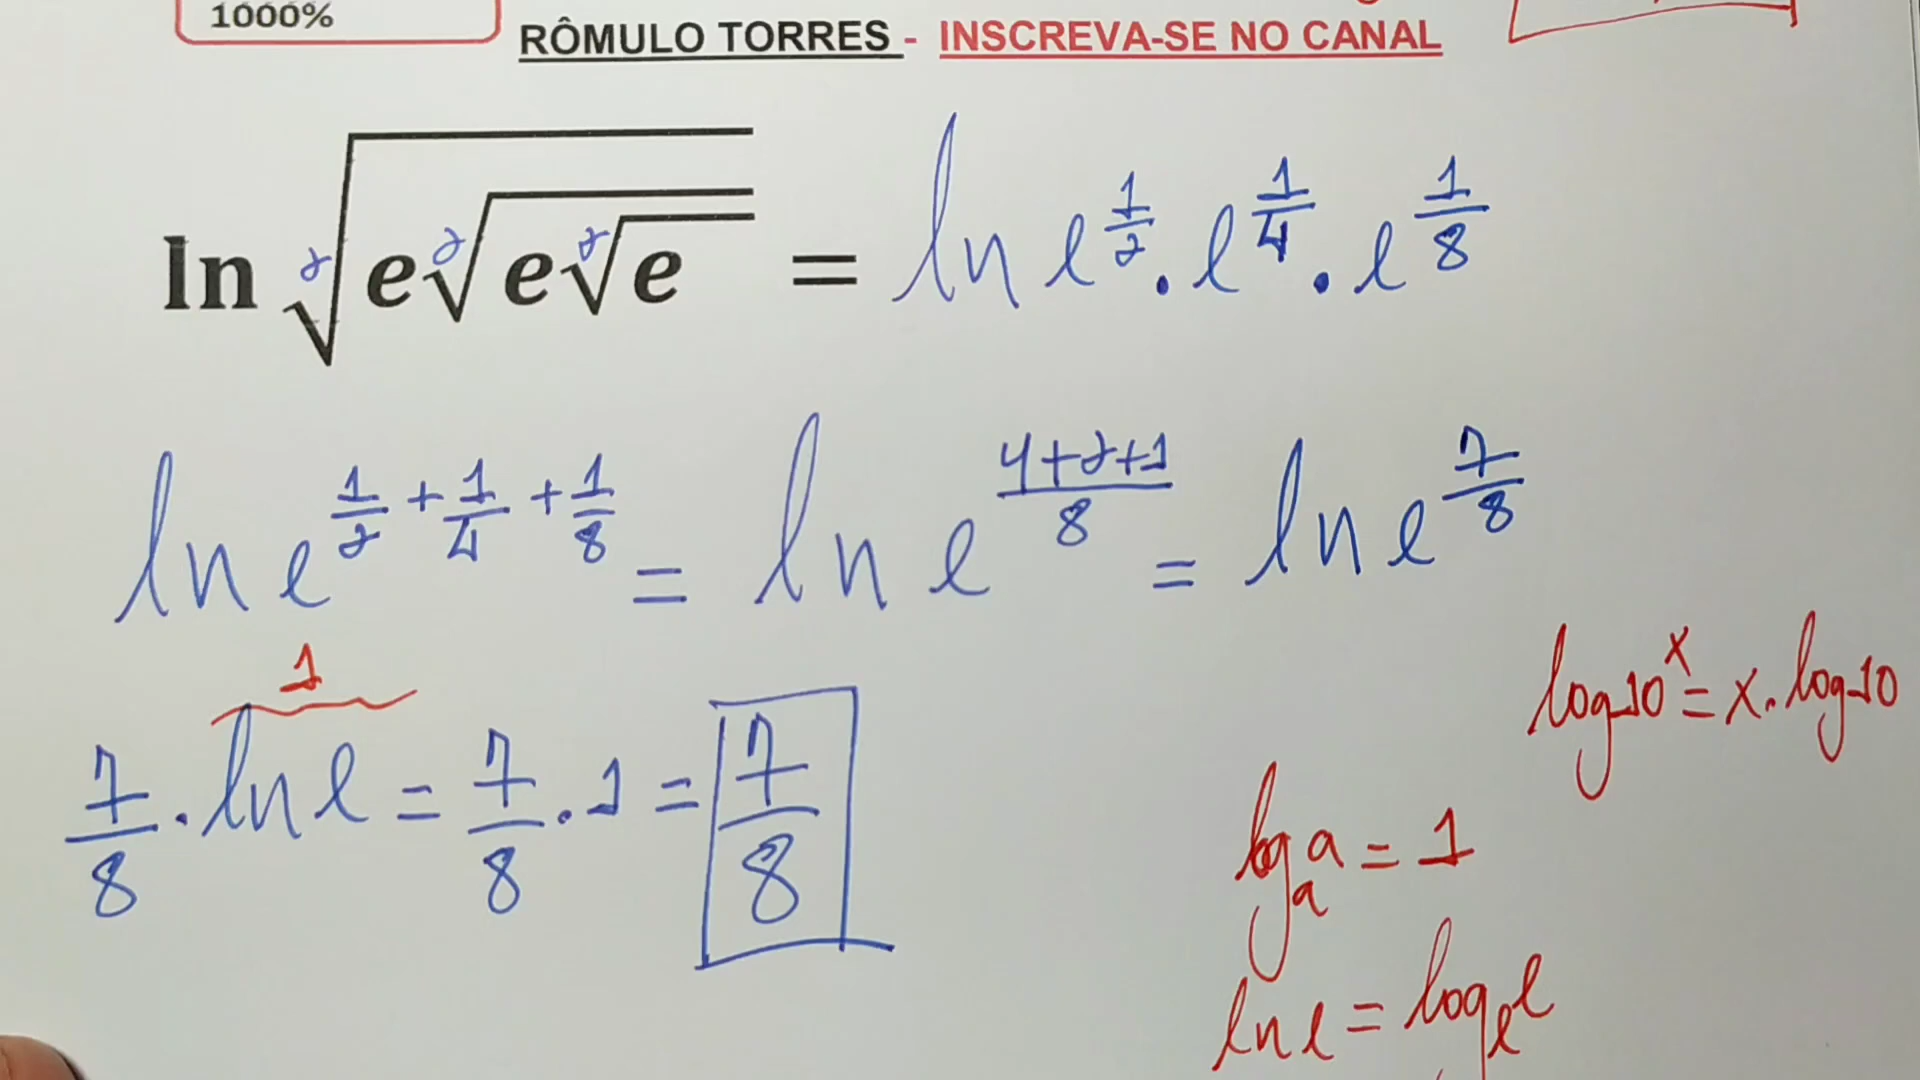 1000%
RÔMULO TORRES - INSCREVA-SE NO CANAL
ln ²√e ²√e ²√e = ln e^(1/2) . e^(1/4) . e^(1/8)
ln e^(1/2 + 1/4 + 1/8) = ln e^((4+2+1)/8) = ln e^(7/8)
1
7/8 . ln e = 7/8 . 1 = 7/8
log 10^x = x . log 10
log_a a = 1
ln e = log_e e